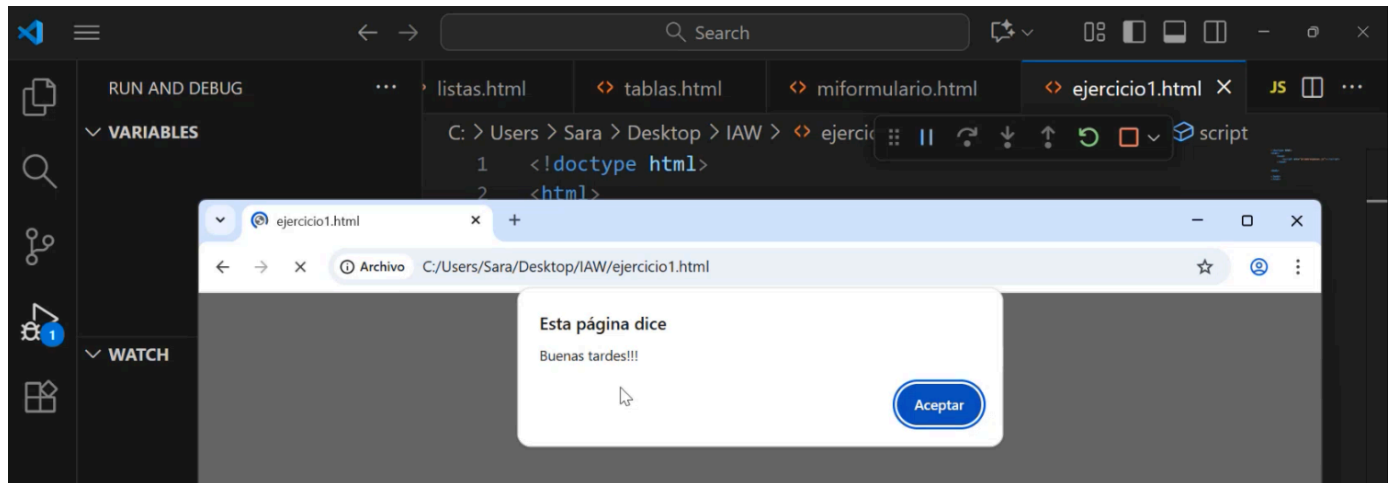 Search
RUN AND DEBUG
listas.html
tablas.html
miformulario.html
ejercicio1.html
JS
VARIABLES
C: > Users > Sara > Desktop > IAW > script
1 <!doctype html>
2 <html>
ejercicio1.html
Archivo C:/Users/Sara/Desktop/IAW/ejercicio1.html
Esta página dice
1
Buenas tardes!!!
WATCH
Aceptar